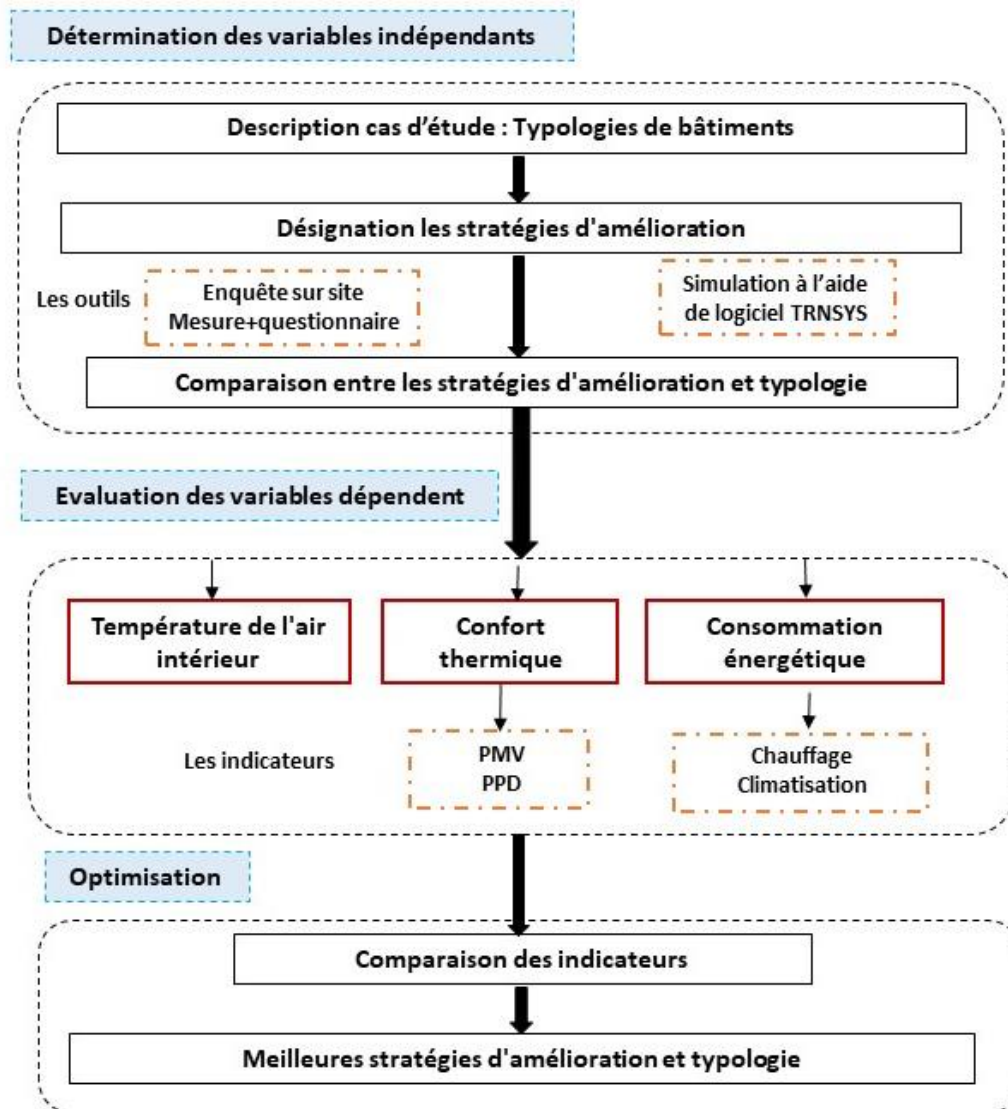 Détermination des variables indépendants
Description cas d'étude : Typologies de bâtiments
Désignation les stratégies d'amélioration
Les outils
Enquête sur site
Mesure+questionnaire
Simulation à l'aide
de logiciel TRNSYS
Comparaison entre les stratégies d'amélioration et typologie
Evaluation des variables dépendent
Température de l'air
intérieur
Confort
thermique
Consommation
énergétique
Les indicateurs
PMV
PPD
Chauffage
Climatisation
Optimisation
Comparaison des indicateurs
Meilleures stratégies d'amélioration et typologie